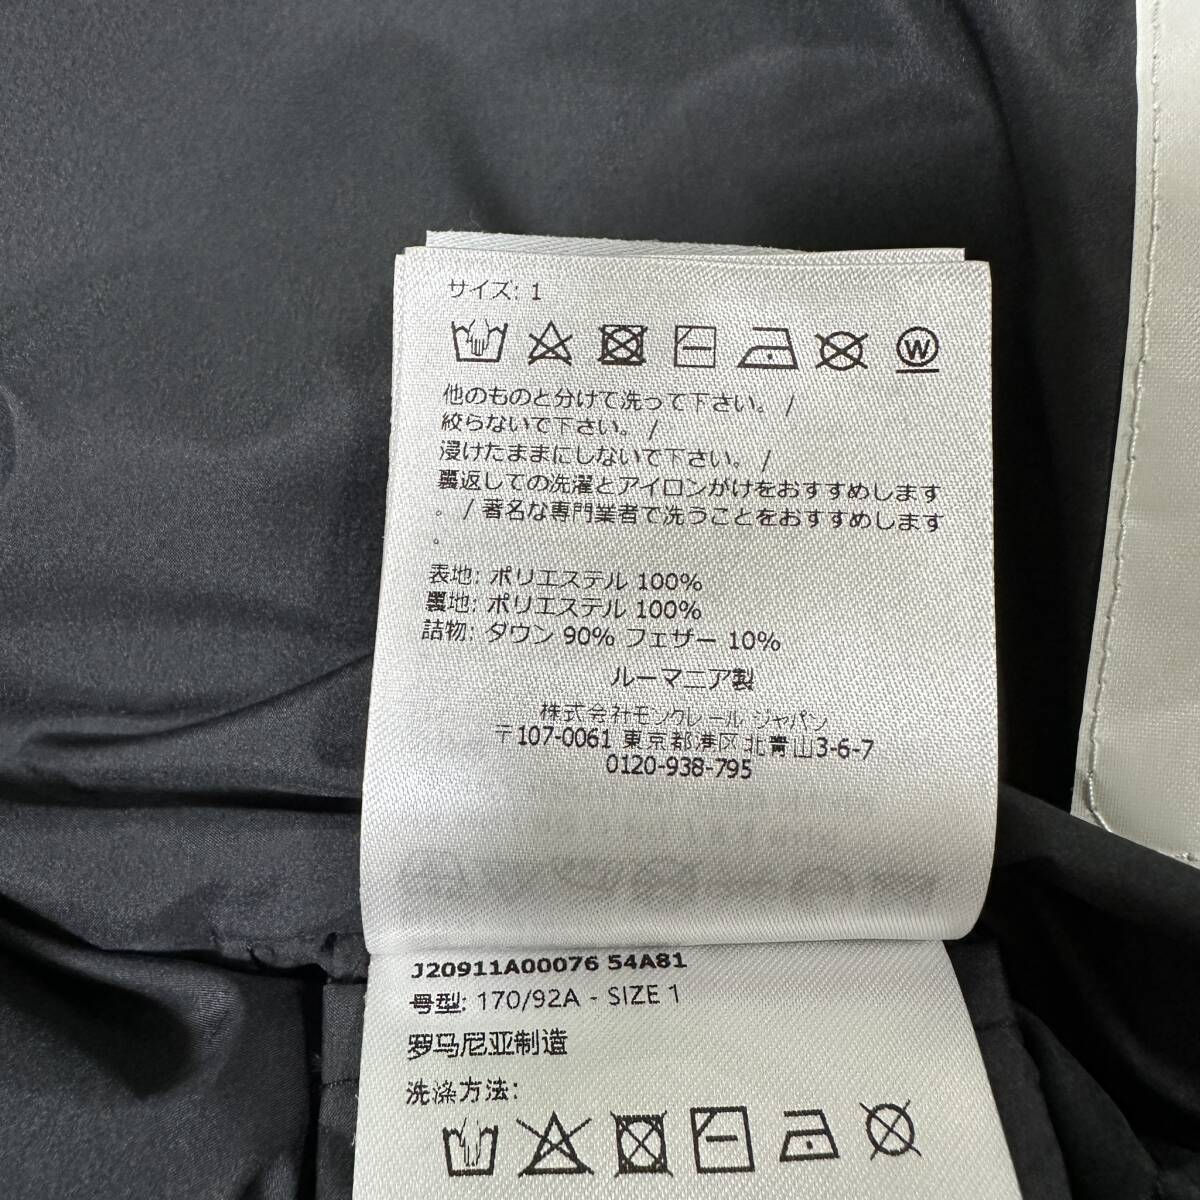 サイズ: 1
W
他のものと分けて洗って下さい。 /
絞らないで下さい。 /
浸けたままにしないで下さい。 /
裏返しての洗濯とアイロンがけをおすすめします
。 / 著名な専門業者で洗うことをおすすめします
。
表地: ポリエステル 100%
裏地: ポリエステル 100%
詰物: ダウン 90% フェザー 10%
ルーマニア製
株式会社モンクレール ジャパン
〒107-0061 東京都港区北青山3-6-7
0120-938-795
J20911A00076 54A81
号型: 170/92A - SIZE 1
罗马尼亚制造
洗涤方法: